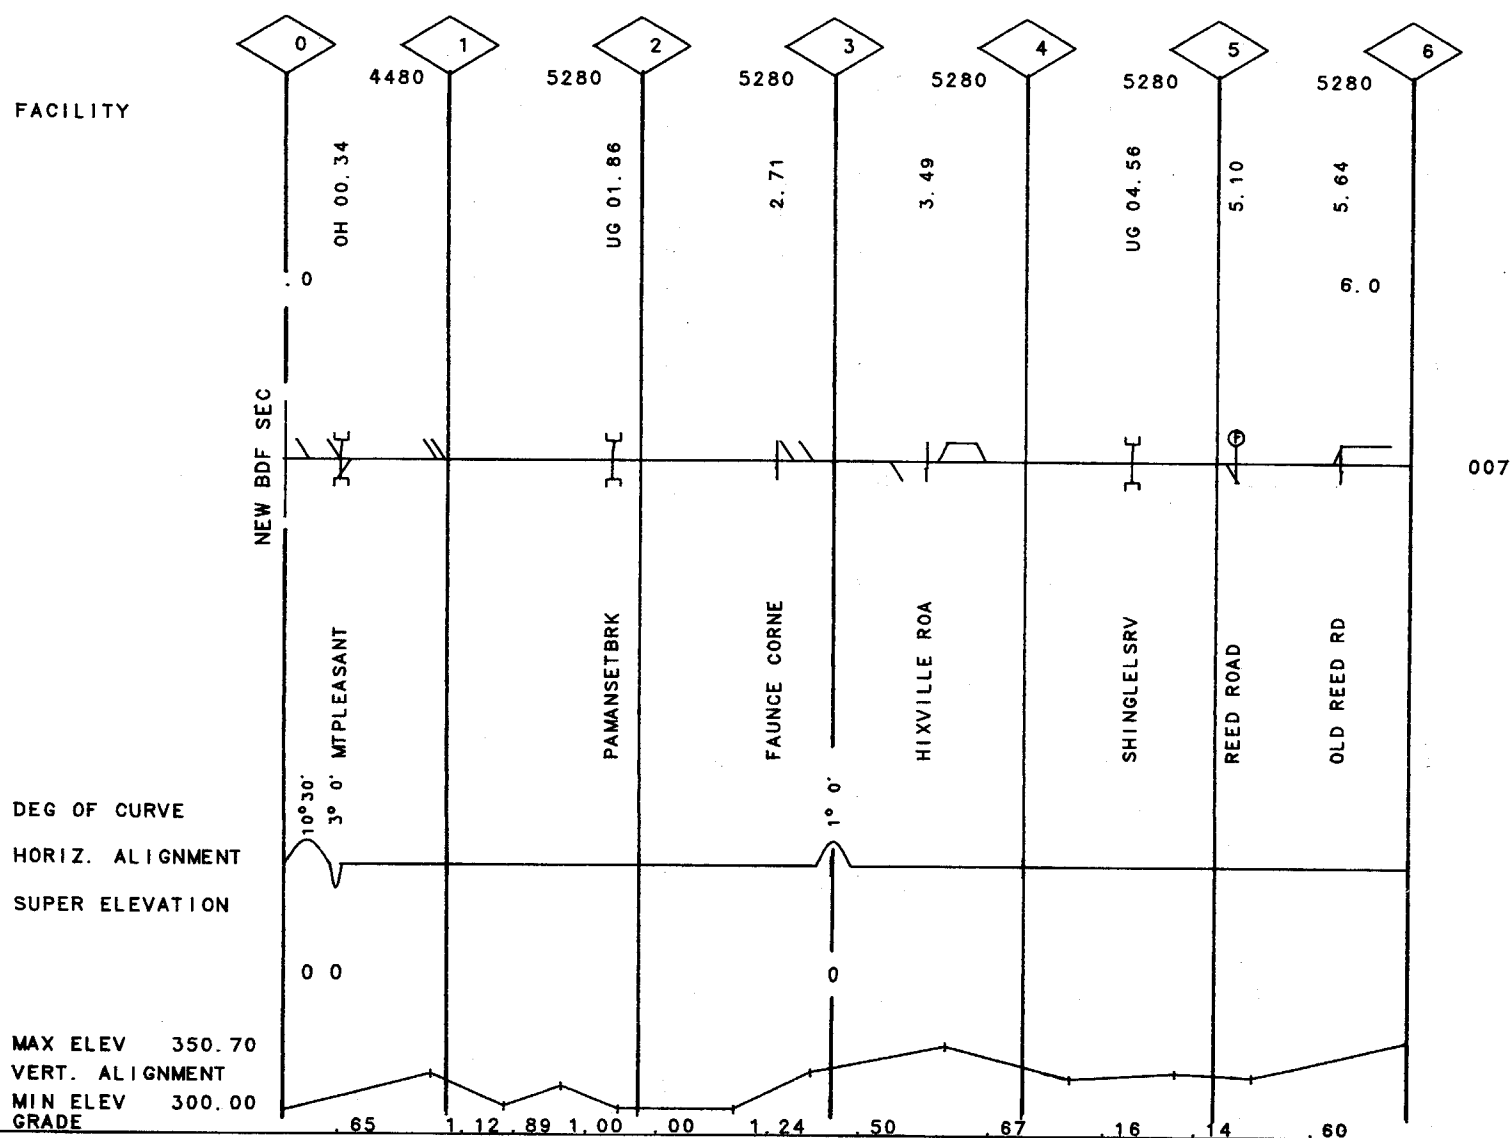 0 1 2 3 4 5 6
4480 5280 5280 5280 5280 5280
FACILITY
OH 00.34
UG 01.86
2.71
3.49
UG 04.56
5.10
5.64
.0
6.0
NEW BDF SEC
F
007
MTPLEASANT
PAMANSETBRK
FAUNCE CORNE
HIXVILLE ROA
SHINGLELSRV
REED ROAD
OLD REED RD
DEG OF CURVE
10°30'
3° 0'
1° 0'
HORIZ. ALIGNMENT
SUPER ELEVATION
0 0 0
MAX ELEV 350.70
VERT. ALIGNMENT
MIN ELEV 300.00
GRADE .65 1.12 .89 1.00 .00 1.24 .50 .67 .16 .14 .60